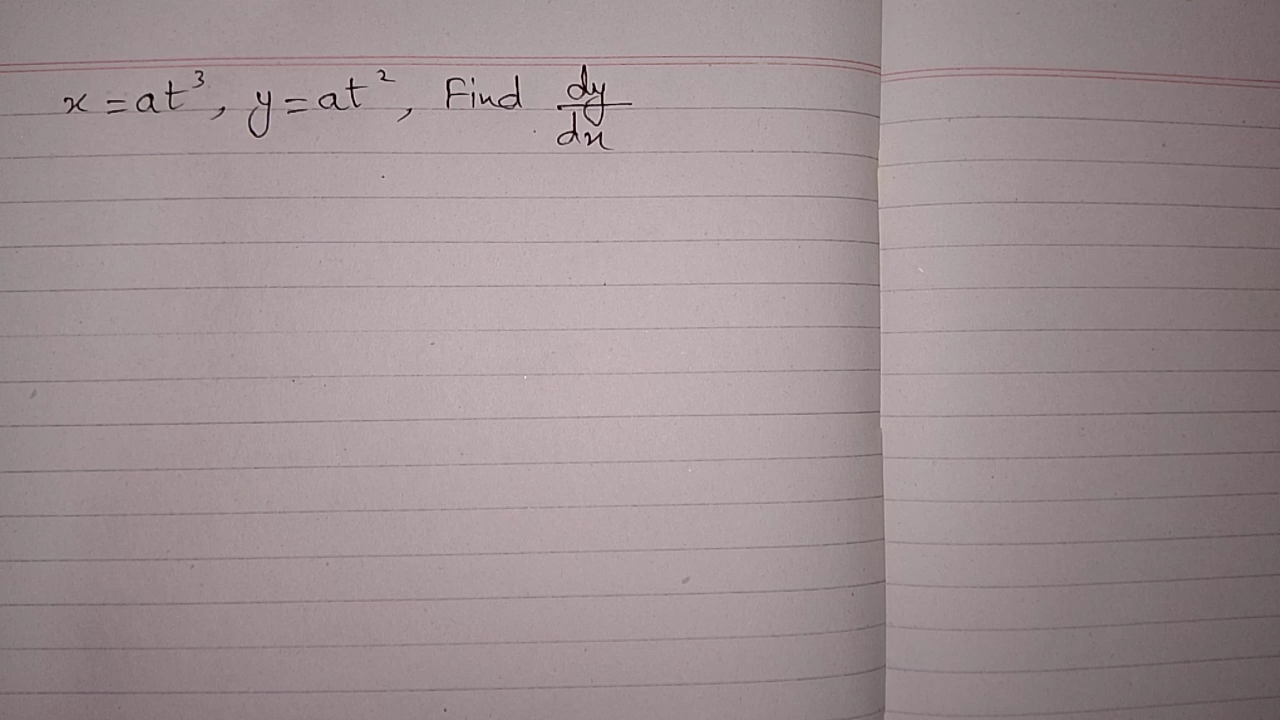 x = at³, y = at², Find dy/dx